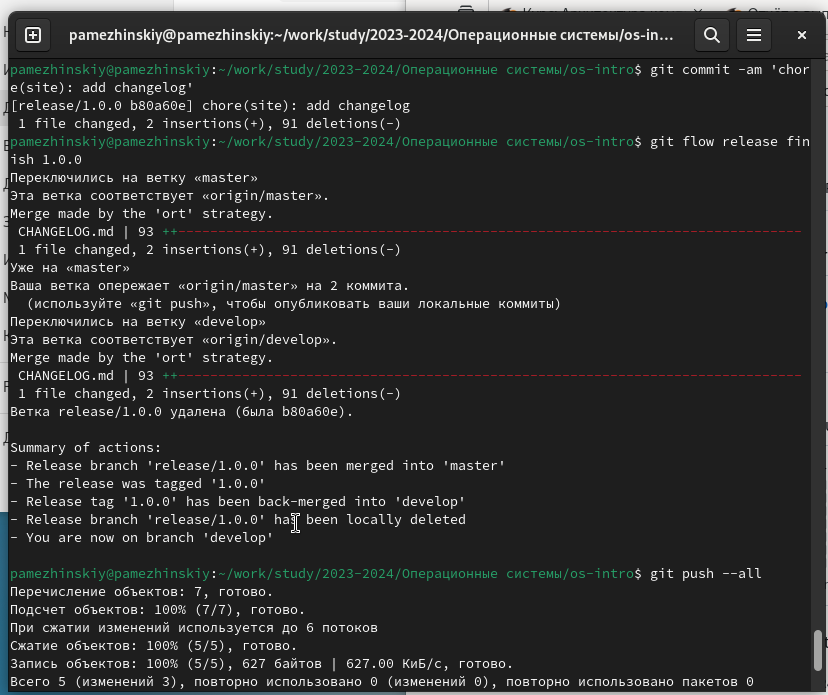 pamezhinskiy@pamezhinskiy:~/work/study/2023-2024/Операционные системы/os-in...
pamezhinskiy@pamezhinskiy:~/work/study/2023-2024/Операционные системы/os-intro$ git commit -am 'chor
e(site): add changelog'
[release/1.0.0 b80a60e] chore(site): add changelog
 1 file changed, 2 insertions(+), 91 deletions(-)
pamezhinskiy@pamezhinskiy:~/work/study/2023-2024/Операционные системы/os-intro$ git flow release fin
ish 1.0.0
Переключились на ветку «master»
Эта ветка соответствует «origin/master».
Merge made by the 'ort' strategy.
 CHANGELOG.md | 93 ++-------------------------------------------------------------------------------
 1 file changed, 2 insertions(+), 91 deletions(-)
Уже на «master»
Ваша ветка опережает «origin/master» на 2 коммита.
  (используйте «git push», чтобы опубликовать ваши локальные коммиты)
Переключились на ветку «develop»
Эта ветка соответствует «origin/develop».
Merge made by the 'ort' strategy.
 CHANGELOG.md | 93 ++-------------------------------------------------------------------------------
 1 file changed, 2 insertions(+), 91 deletions(-)
Ветка release/1.0.0 удалена (была b80a60e).
Summary of actions:
- Release branch 'release/1.0.0' has been merged into 'master'
- The release was tagged '1.0.0'
- Release tag '1.0.0' has been back-merged into 'develop'
- Release branch 'release/1.0.0' has been locally deleted
- You are now on branch 'develop'
pamezhinskiy@pamezhinskiy:~/work/study/2023-2024/Операционные системы/os-intro$ git push --all
Перечисление объектов: 7, готово.
Подсчет объектов: 100% (7/7), готово.
При сжатии изменений используется до 6 потоков
Сжатие объектов: 100% (5/5), готово.
Запись объектов: 100% (5/5), 627 байтов | 627.00 КиБ/с, готово.
Всего 5 (изменений 3), повторно использовано 0 (изменений 0), повторно использовано пакетов 0